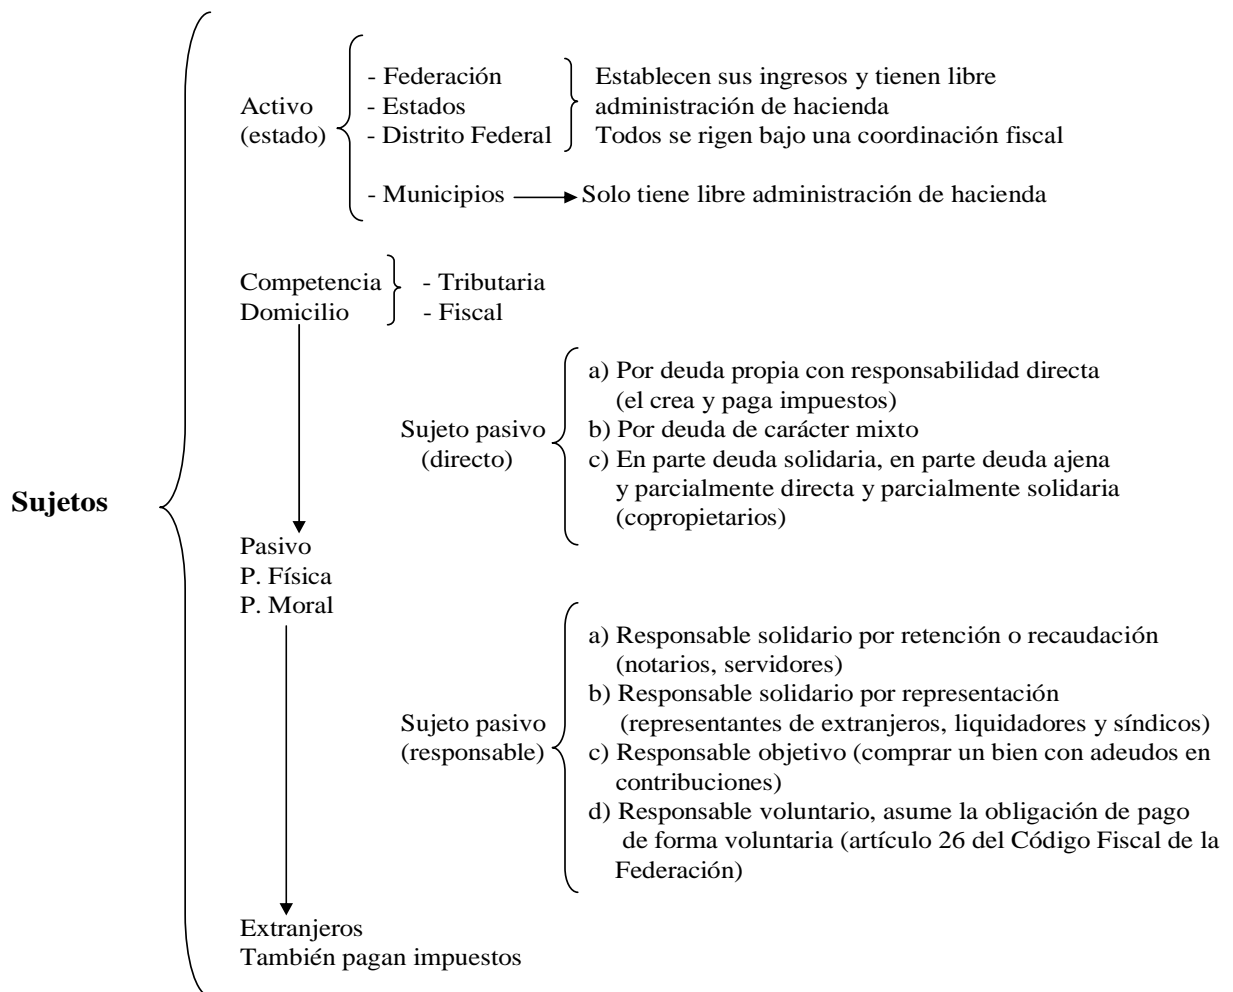 - Federación
- Estados
- Distrito Federal
Establecen sus ingresos y tienen libre
administración de hacienda
Todos se rigen bajo una coordinación fiscal
Activo
(estado)
- Municipios
Solo tiene libre administración de hacienda
Competencia
Domicilio
- Tributaria
- Fiscal
Sujeto pasivo
(directo)
a) Por deuda propia con responsabilidad directa
(el crea y paga impuestos)
b) Por deuda de carácter mixto
c) En parte deuda solidaria, en parte deuda ajena
y parcialmente directa y parcialmente solidaria
(copropietarios)
Sujetos
Pasivo
P. Física
P. Moral
Sujeto pasivo
(responsable)
a) Responsable solidario por retención o recaudación
(notarios, servidores)
b) Responsable solidario por representación
(representantes de extranjeros, liquidadores y síndicos)
c) Responsable objetivo (comprar un bien con adeudos en
contribuciones)
d) Responsable voluntario, asume la obligación de pago
de forma voluntaria (artículo 26 del Código Fiscal de la
Federación)
Extranjeros
También pagan impuestos